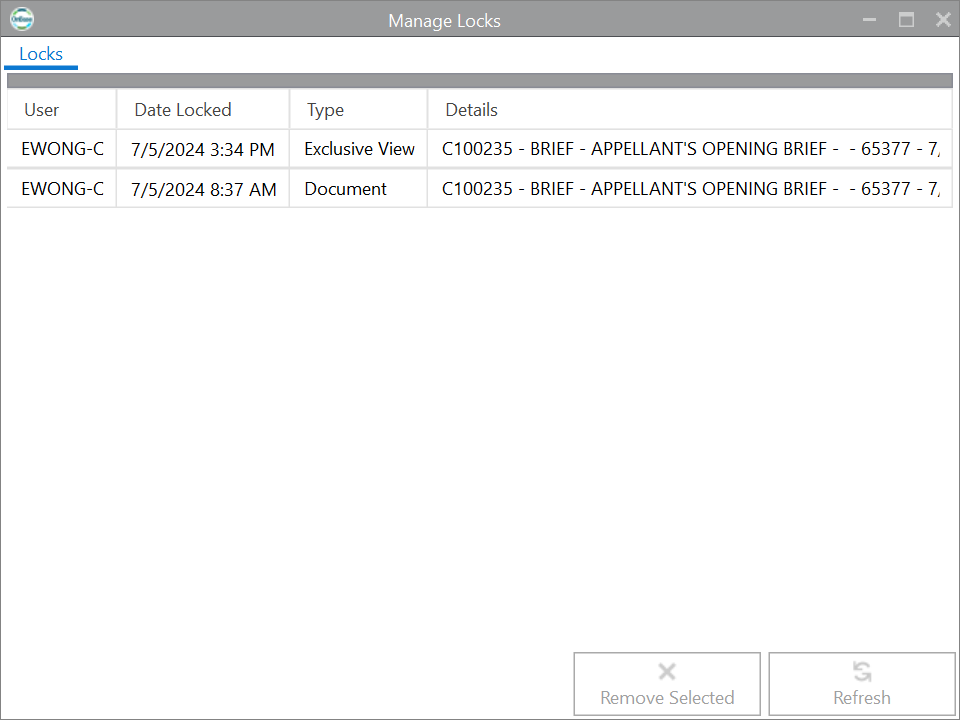 Manage Locks
Locks
User Date Locked Type Details
EWONG-C 7/5/2024 3:34 PM Exclusive View C100235 - BRIEF - APPELLANT'S OPENING BRIEF -  - 65377 - 7,
EWONG-C 7/5/2024 8:37 AM Document C100235 - BRIEF - APPELLANT'S OPENING BRIEF -  - 65377 - 7,
Remove Selected Refresh